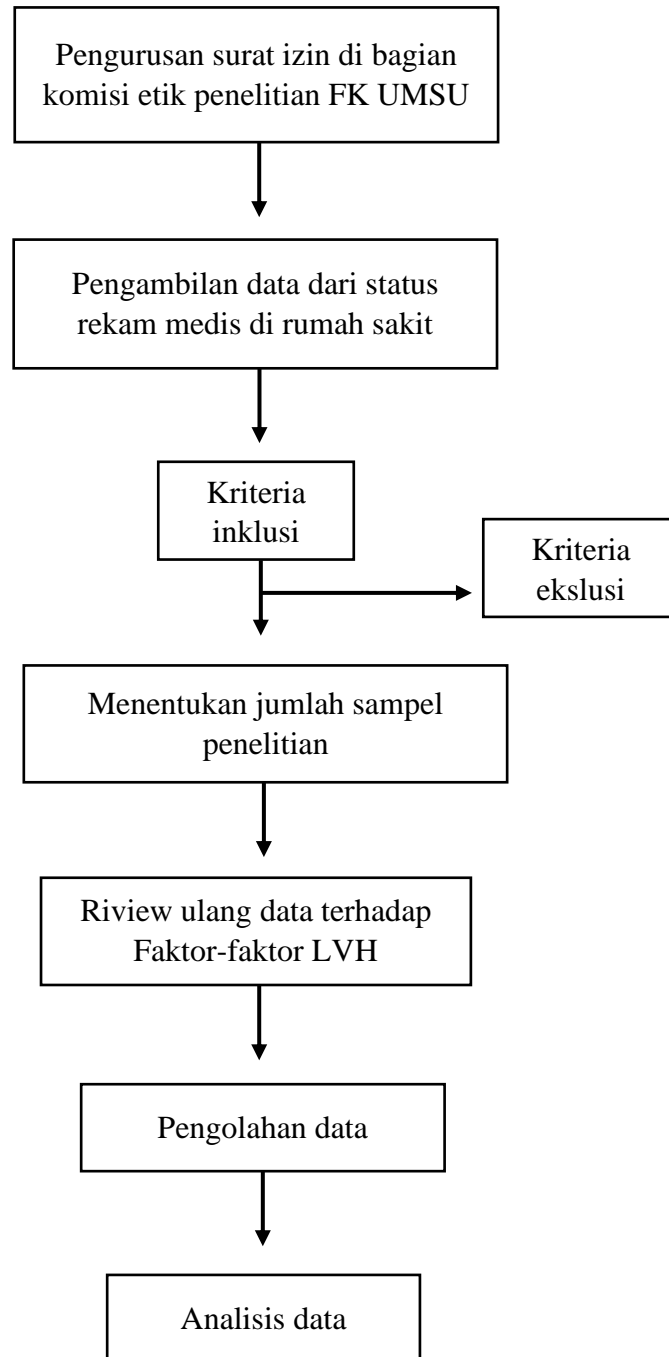 Pengurusan surat izin di bagian
komisi etik penelitian FK UMSU
Pengambilan data dari status
rekam medis di rumah sakit
Kriteria
inklusi
Kriteria
ekslusi
Menentukan jumlah sampel
penelitian
Riview ulang data terhadap
Faktor-faktor LVH
Pengolahan data
Analisis data